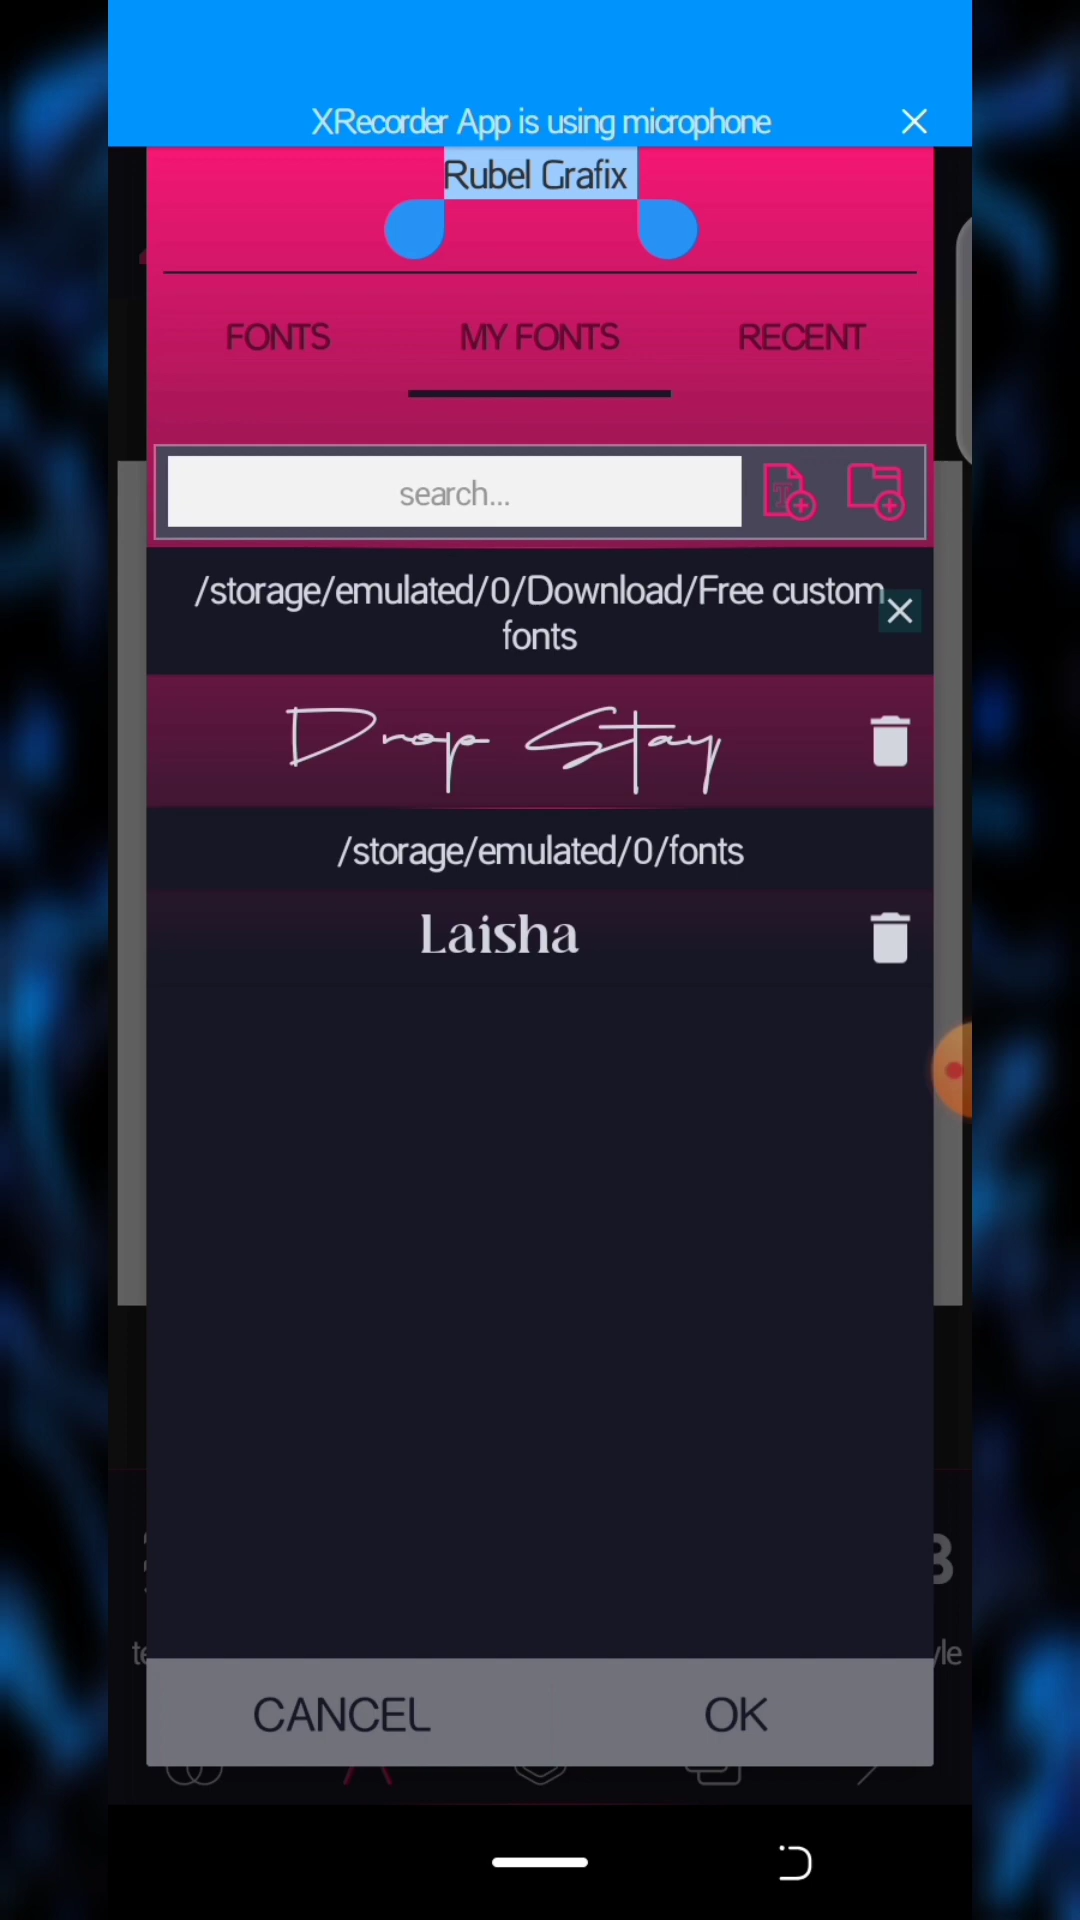 XRecorder App is using microphone
Rubel Grafix
FONTS
MY FONTS
RECENT
search...
/storage/emulated/0/Download/Free custom
fonts
Drop Stay
/storage/emulated/0/fonts
Laisha
CANCEL
OK